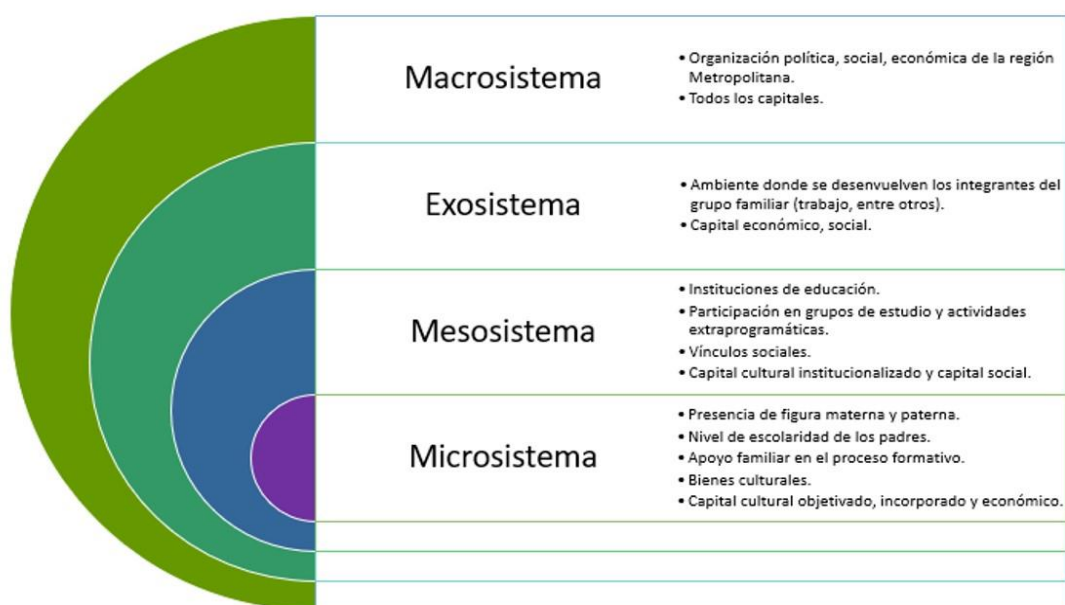 Macrosistema
• Organización política, social, económica de la región
Metropolitana.
• Todos los capitales.
Exosistema
• Ambiente donde se desenvuelven los integrantes del
grupo familiar (trabajo, entre otros).
• Capital económico, social.
Mesosistema
• Instituciones de educación.
• Participación en grupos de estudio y actividades
extraprogramáticas.
• Vínculos sociales.
• Capital cultural institucionalizado y capital social.
Microsistema
• Presencia de figura materna y paterna.
• Nivel de escolaridad de los padres.
• Apoyo familiar en el proceso formativo.
• Bienes culturales.
• Capital cultural objetivado, incorporado y económico.